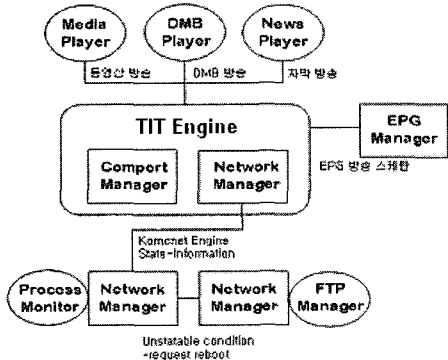 Media
Player
DMB
Player
News
Player
동영상 방송
DMB 방송
자막 방송
TIT Engine
Comport
Manager
Network
Manager
EPG
Manager
EPG 방송 스케쥴
Komonet Engine
State-Information
Process
Monitor
Network
Manager
Network
Manager
FTP
Manager
Unstatable condition
-request reboot